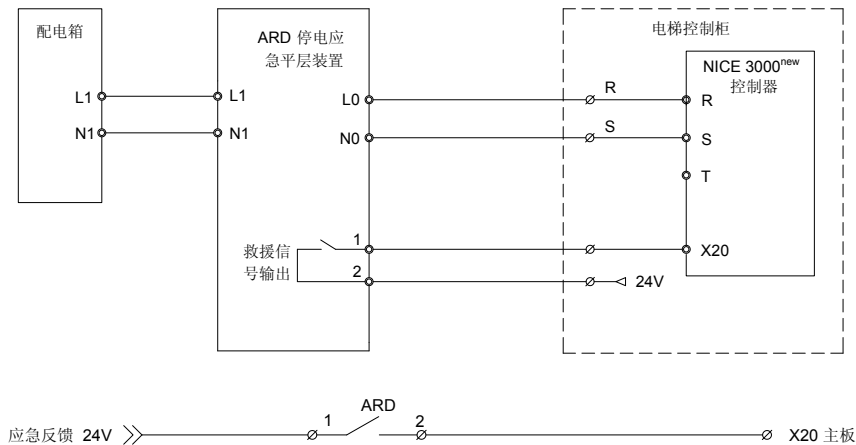 配电箱
L1
N1
ARD 停电应
急平层装置
L1
N1
L0
N0
救援信
号输出
1
2
电梯控制柜
R
S
24V
NICE 3000new
控制器
R
S
T
X20
应急反馈 24V
1
ARD
2
X20 主板